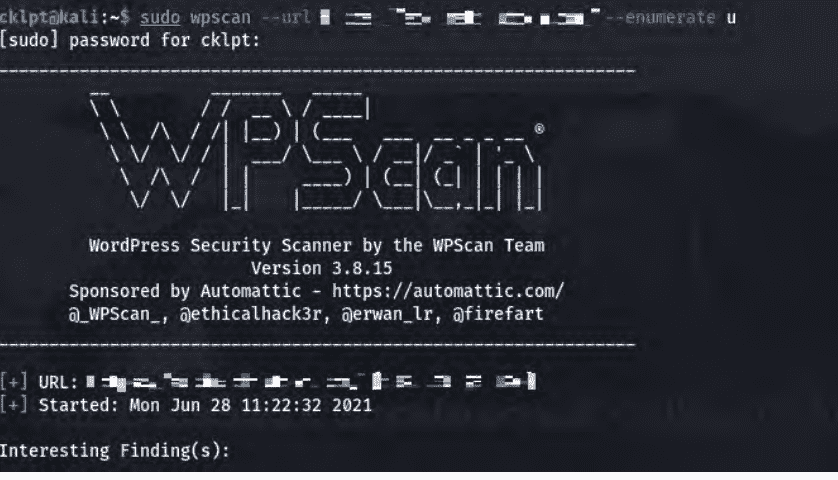 cklpt@kali:~$ sudo wpscan --url --enumerate u
[sudo] password for cklpt:
WPScan®
WordPress Security Scanner by the WPScan Team
Version 3.8.15
Sponsored by Automattic - https://automattic.com/
@_WPScan_, @ethicalhack3r, @erwan_lr, @firefart
[+] URL:
[+] Started: Mon Jun 28 11:22:32 2021
Interesting Finding(s):